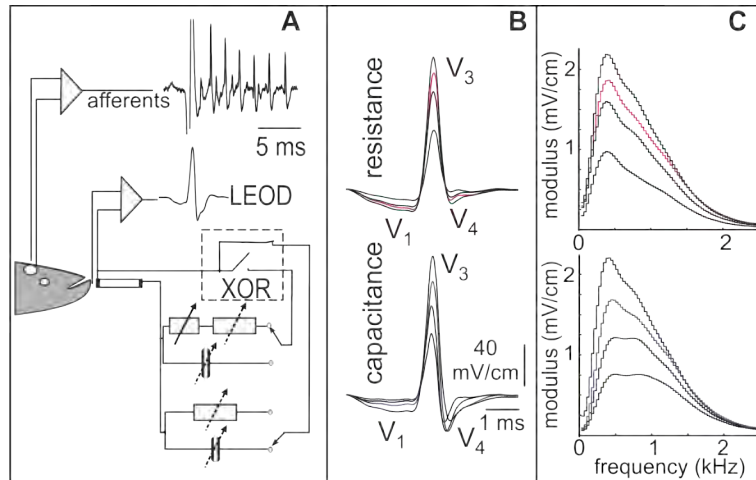 A
afferents
5 ms
LEOD
XOR
B
resistance
V3
V1
V4
capacitance
V3
40
mV/cm
V1
V4
1 ms
C
modulus (mV/cm)
2
1
0
1
2
modulus (mV/cm)
2
1
0
1
2
frequency (kHz)